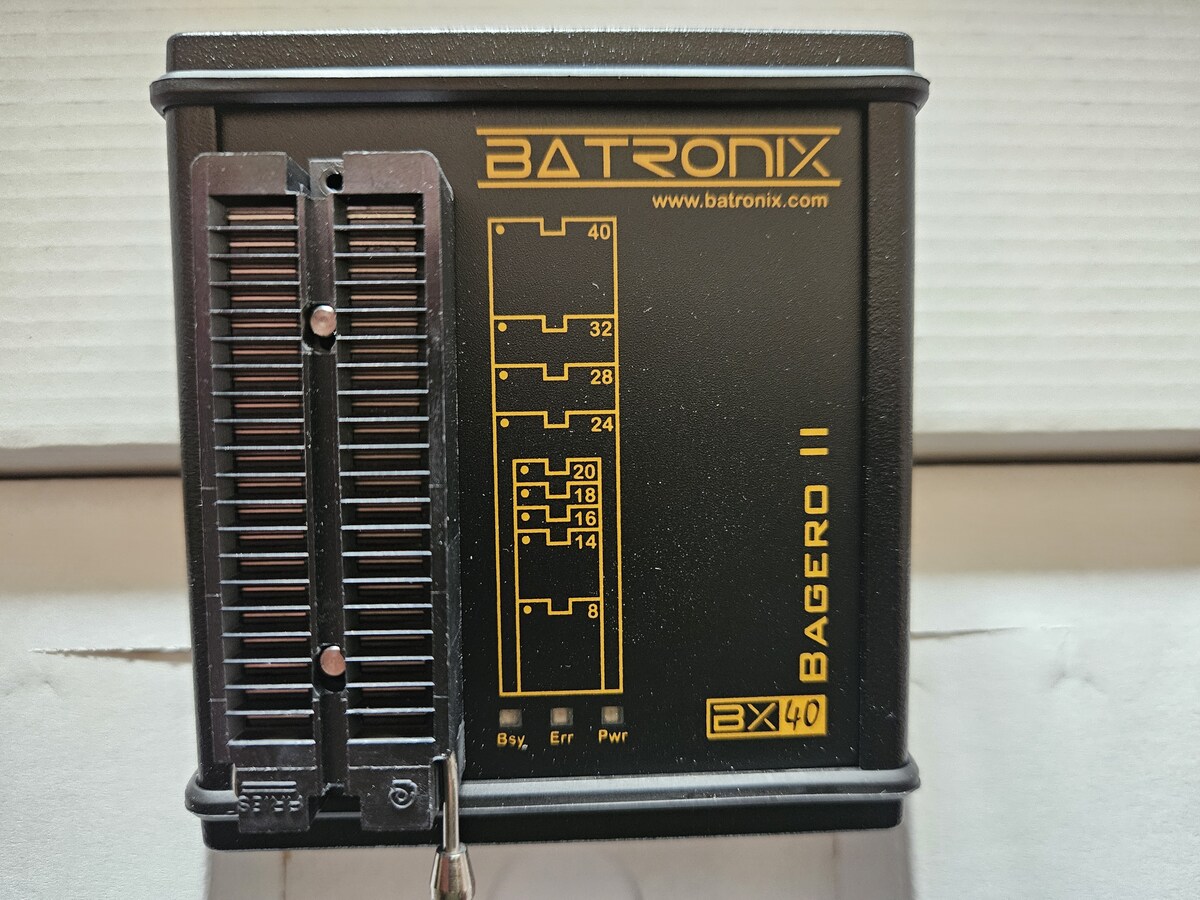 BATRONIX
www.batronix.com
40
32
28
24
20
18
16
14
8
BAGERO II
BX40
Bsy Err Pwr
ARIES